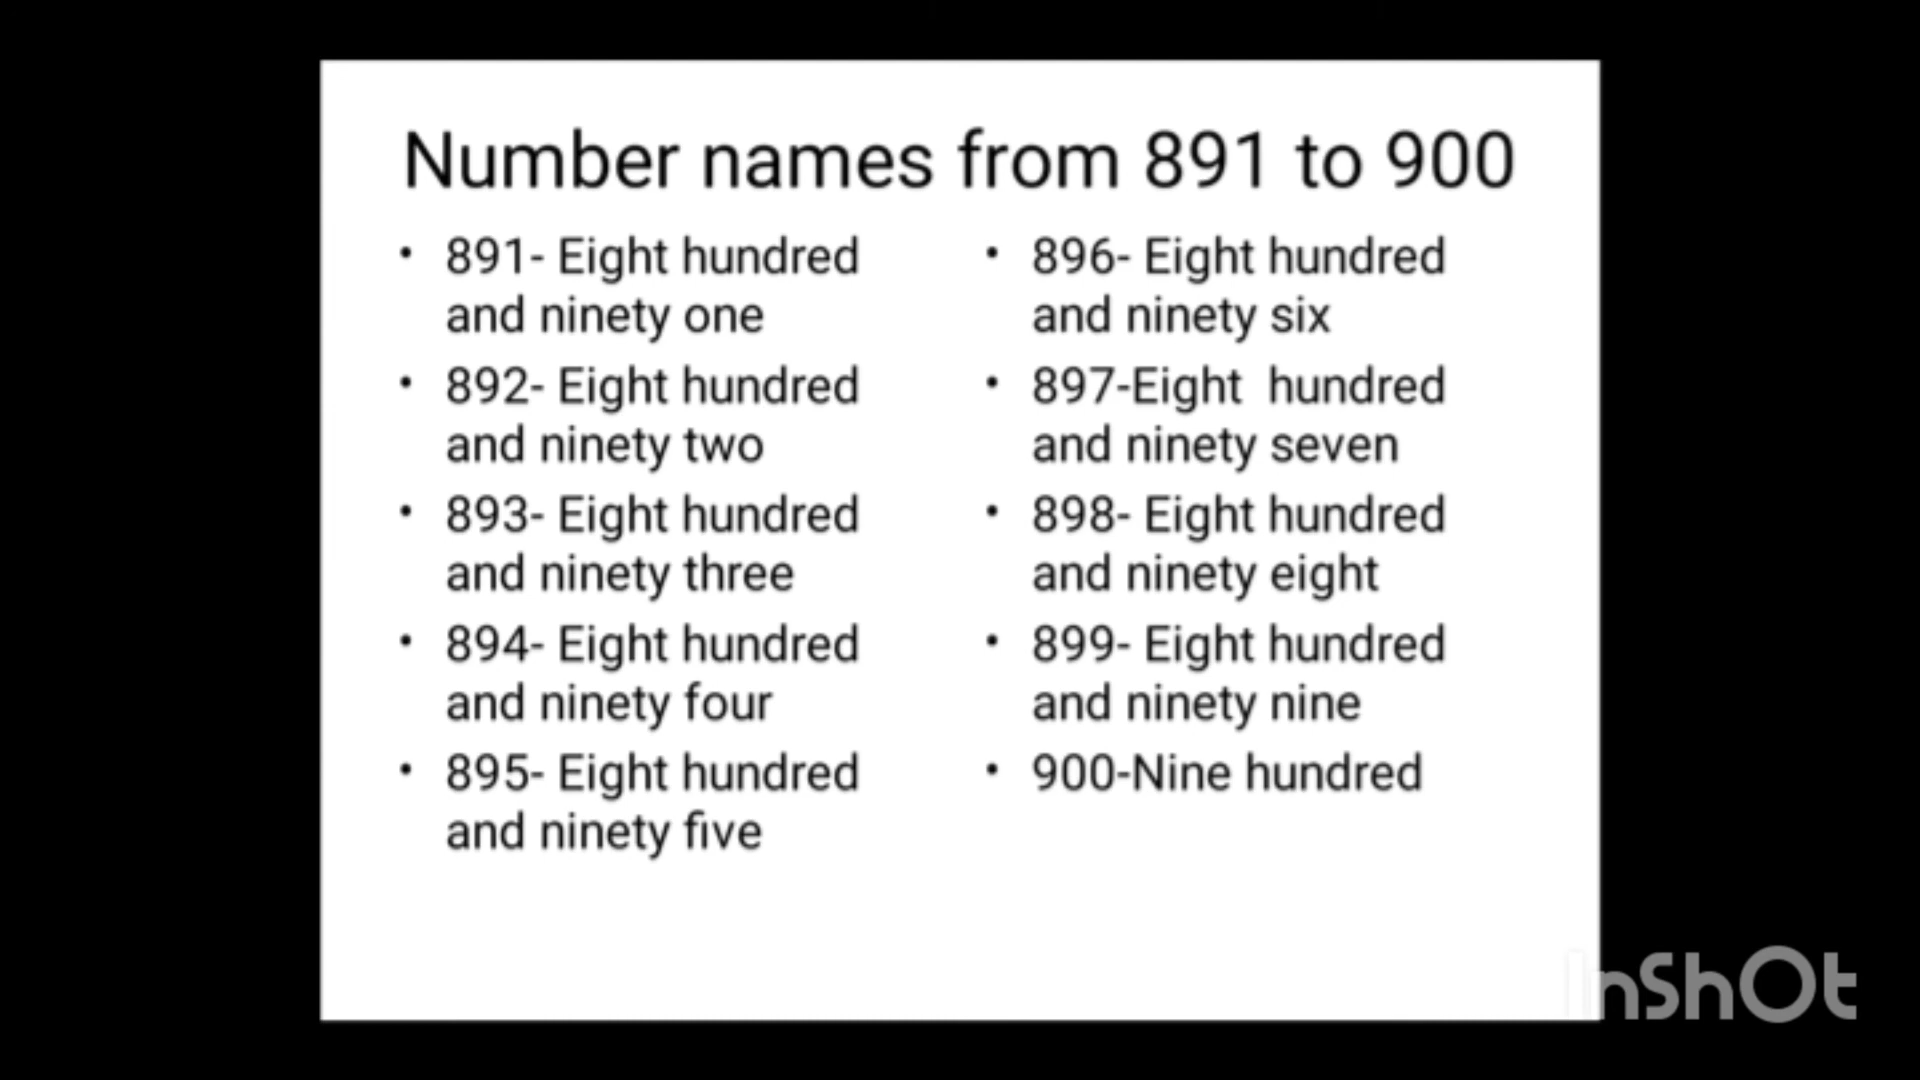 Number names from 891 to 900
• 891- Eight hundred
and ninety one
• 892- Eight hundred
and ninety two
• 893- Eight hundred
and ninety three
• 894- Eight hundred
and ninety four
• 895- Eight hundred
and ninety five
• 896- Eight hundred
and ninety six
• 897-Eight  hundred
and ninety seven
• 898- Eight hundred
and ninety eight
• 899- Eight hundred
and ninety nine
• 900-Nine hundred
InShOt